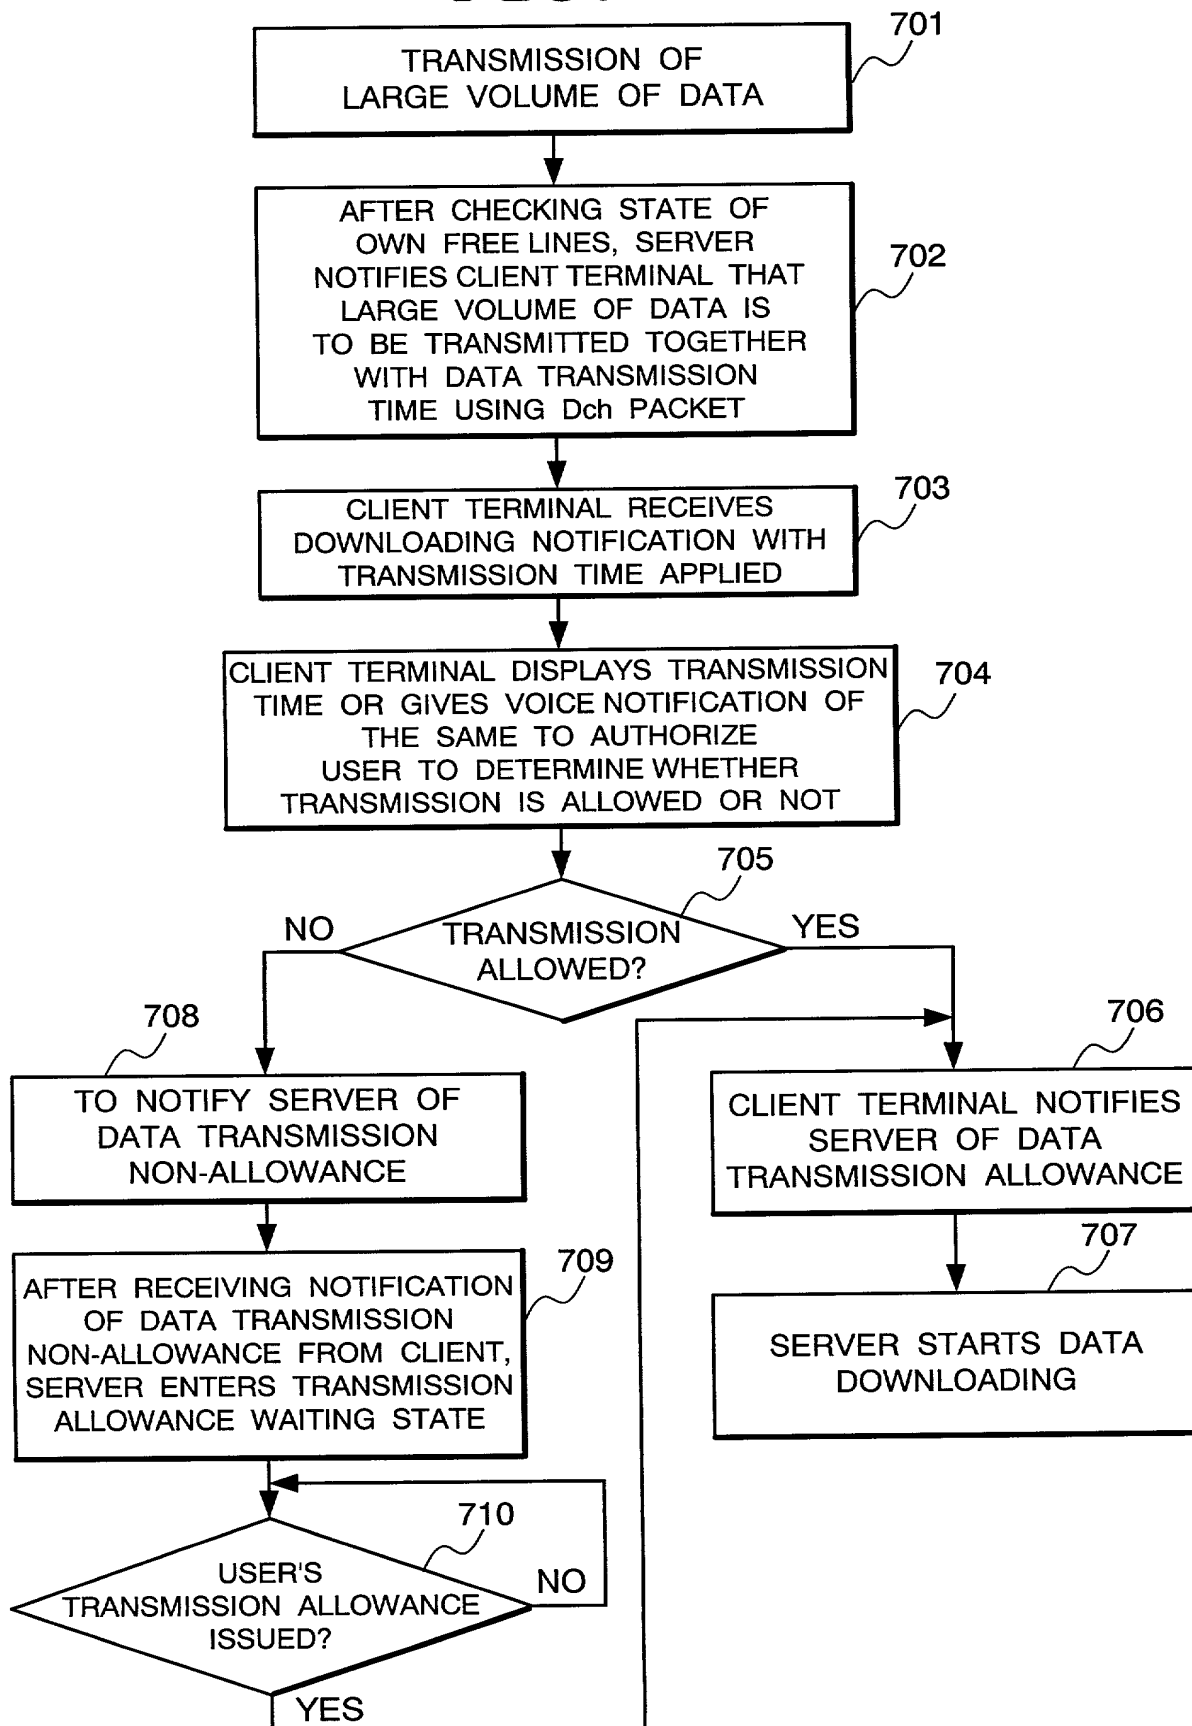 701
TRANSMISSION OF
LARGE VOLUME OF DATA
AFTER CHECKING STATE OF
OWN FREE LINES, SERVER
NOTIFIES CLIENT TERMINAL THAT
LARGE VOLUME OF DATA IS
TO BE TRANSMITTED TOGETHER
WITH DATA TRANSMISSION
TIME USING Dch PACKET
702
CLIENT TERMINAL RECEIVES
DOWNLOADING NOTIFICATION WITH
TRANSMISSION TIME APPLIED
703
CLIENT TERMINAL DISPLAYS TRANSMISSION
TIME OR GIVES VOICE NOTIFICATION OF
THE SAME TO AUTHORIZE
USER TO DETERMINE WHETHER
TRANSMISSION IS ALLOWED OR NOT
704
705
NO
TRANSMISSION
ALLOWED?
YES
708
TO NOTIFY SERVER OF
DATA TRANSMISSION
NON-ALLOWANCE
706
CLIENT TERMINAL NOTIFIES
SERVER OF DATA
TRANSMISSION ALLOWANCE
709
AFTER RECEIVING NOTIFICATION
OF DATA TRANSMISSION
NON-ALLOWANCE FROM CLIENT,
SERVER ENTERS TRANSMISSION
ALLOWANCE WAITING STATE
707
SERVER STARTS DATA
DOWNLOADING
710
USER'S
TRANSMISSION ALLOWANCE
ISSUED?
NO
YES